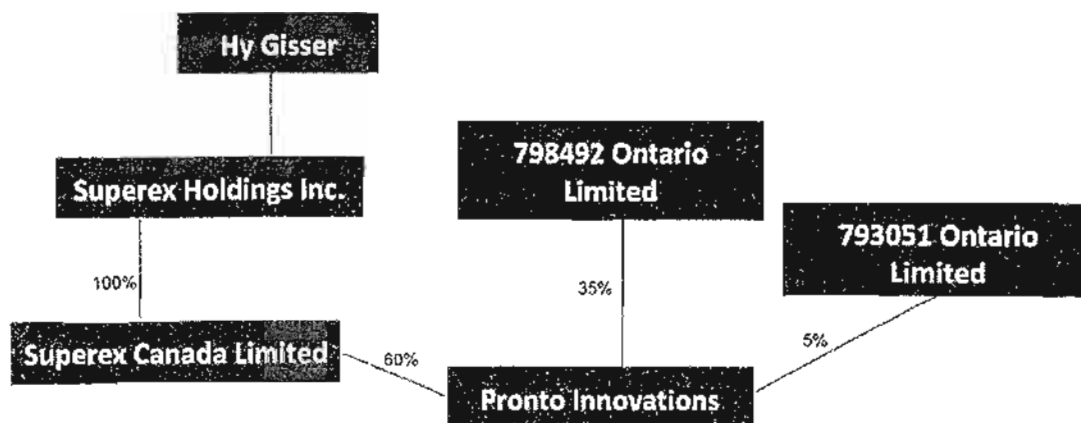 Hy Gisser
Superex Holdings Inc.
798492 Ontario
Limited
793051 Ontario
Limited
100%
35%
5%
Superex Canada Limited
60%
Pronto Innovations